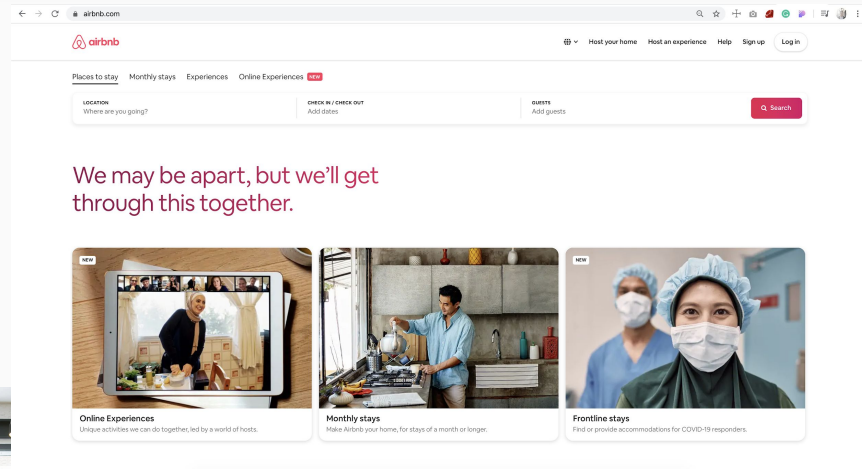 airbnb.com
airbnb
Host your home Host an experience Help Sign up Log in
Places to stay Monthly stays Experiences Online Experiences NEW
LOCATION CHECK IN / CHECK OUT GUESTS
Where are you going? Add dates Add guests Search
We may be apart, but we'll get
through this together.
NEW NEW
Online Experiences Monthly stays Frontline stays
Unique activities we can do together, led by a world of hosts. Make Airbnb your home, for stays of a month or longer. Find or provide accommodations for COVID-19 responders.